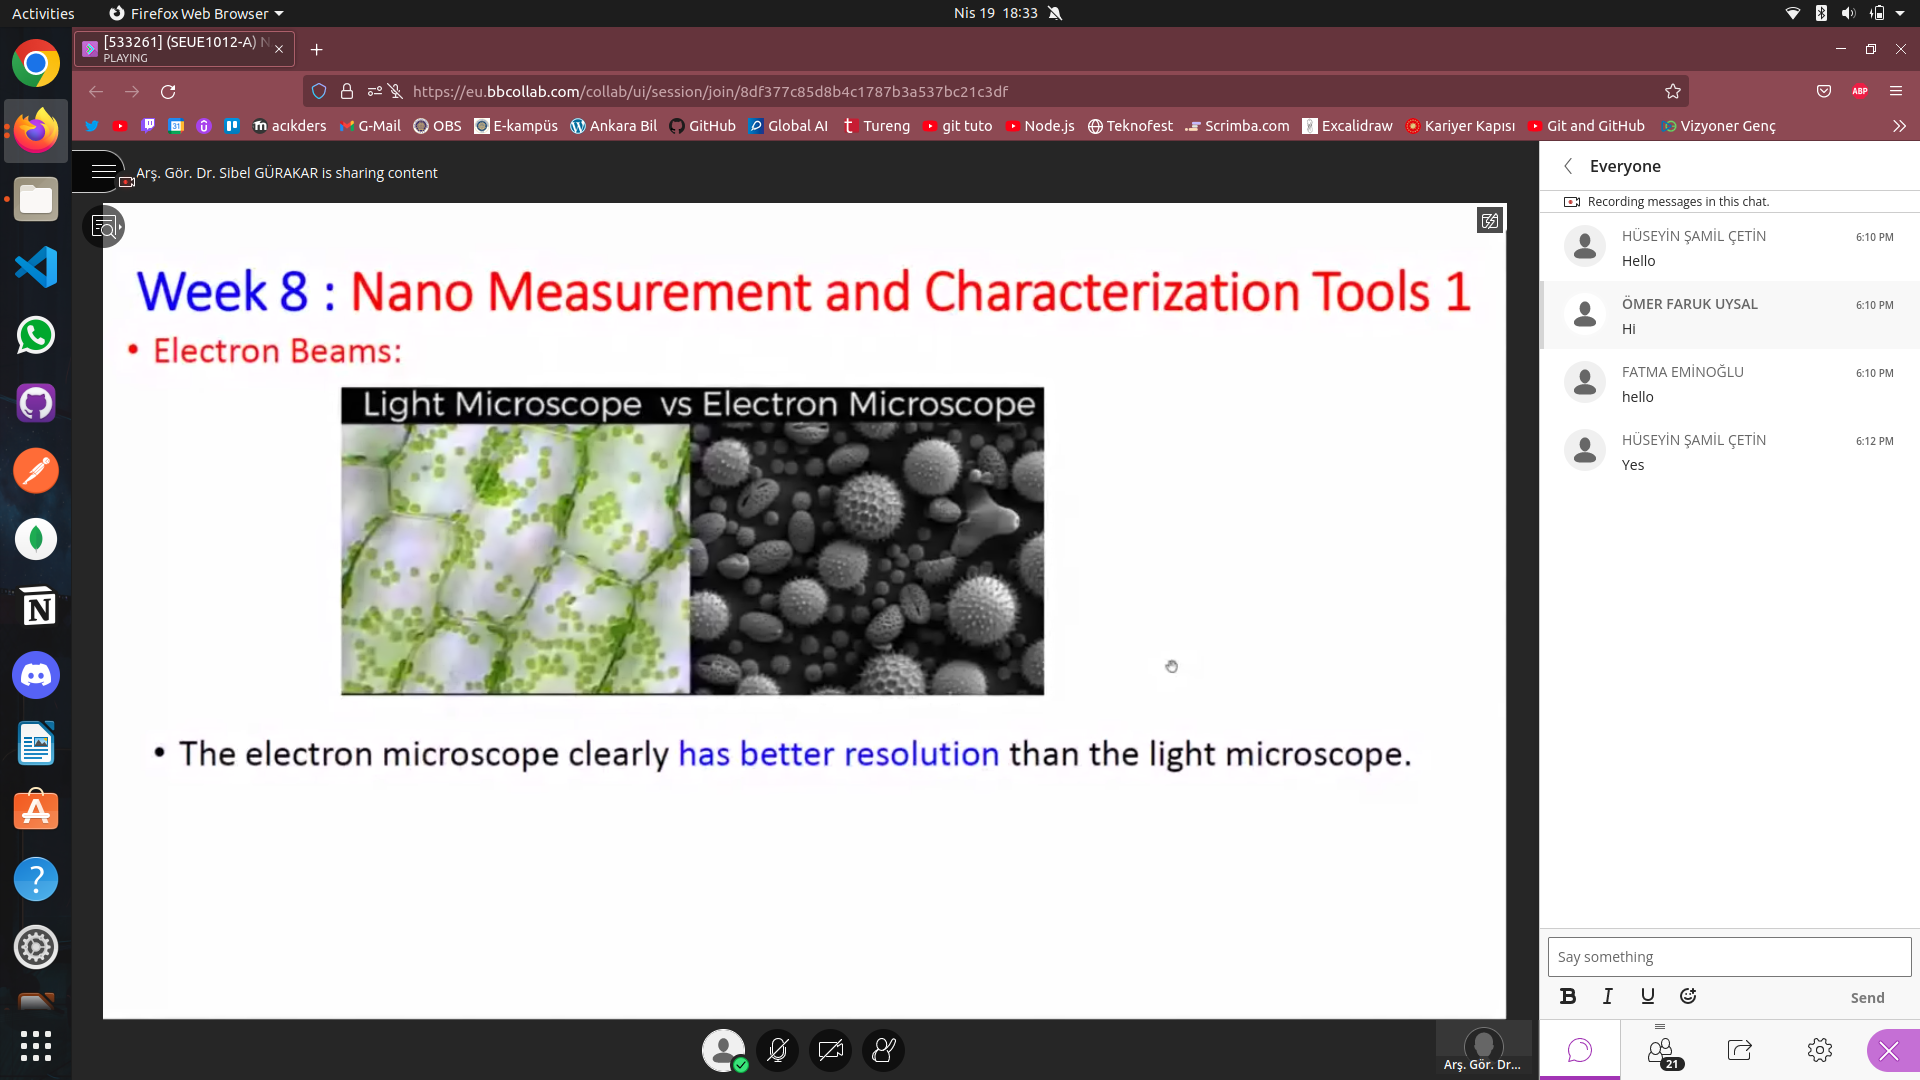 Activities
Firefox Web Browser
Nis 19 18:33
[533261] (SEUE1012-A) N
PLAYING
https://eu.bbcollab.com/collab/ui/session/join/8df377c85d8b4c1787b3a537bc21c3df
ABP
acıkders
G-Mail
OBS
E-kampüs
Ankara Bil
GitHub
Global AI
Tureng
git tuto
Node.js
Teknofest
Scrimba.com
Excalidraw
Kariyer Kapısı
Git and GitHub
Vizyoner Genç
Arş. Gör. Dr. Sibel GÜRAKAR is sharing content
Week 8 : Nano Measurement and Characterization Tools 1
• Electron Beams:
Light Microscope vs Electron Microscope
• The electron microscope clearly has better resolution than the light microscope.
Arş. Gör. Dr...
Everyone
Recording messages in this chat.
HÜSEYİN ŞAMİL ÇETİN 6:10 PM
Hello
ÖMER FARUK UYSAL 6:10 PM
Hi
FATMA EMİNOĞLU 6:10 PM
hello
HÜSEYİN ŞAMİL ÇETİN 6:12 PM
Yes
Say something
B I U
Send
21